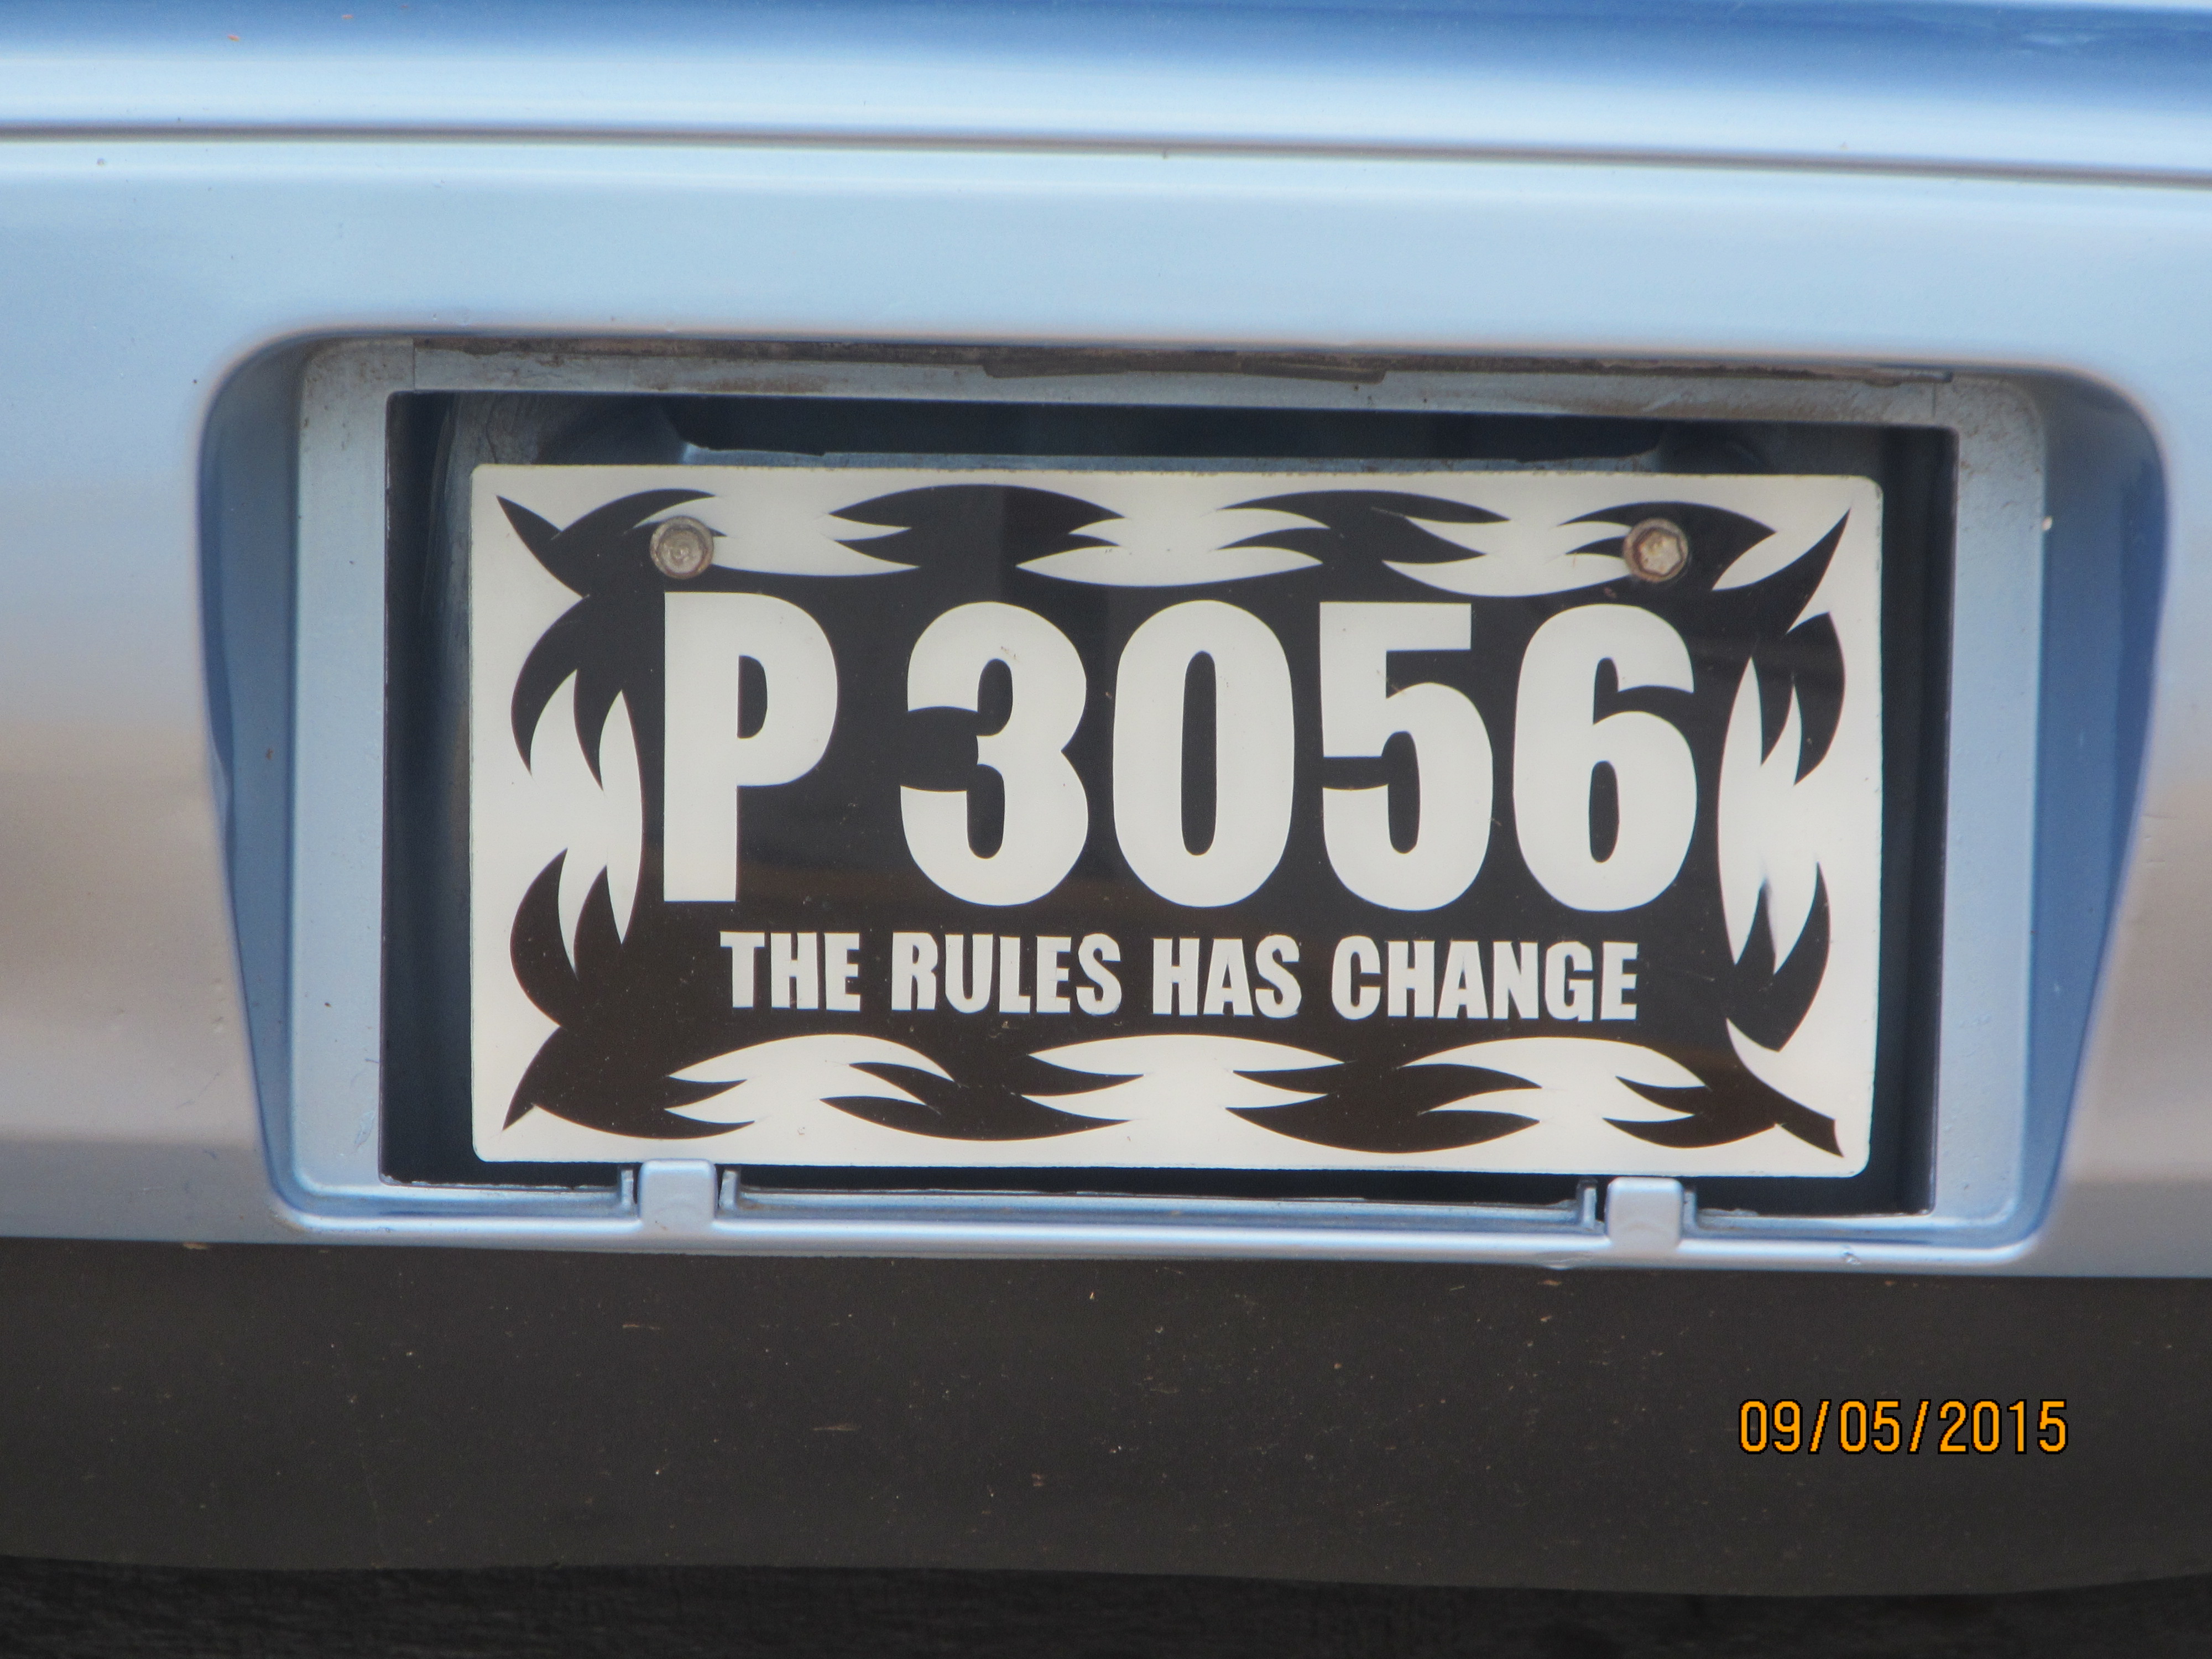 P 3056
THE RULES HAS CHANGE
09/05/2015